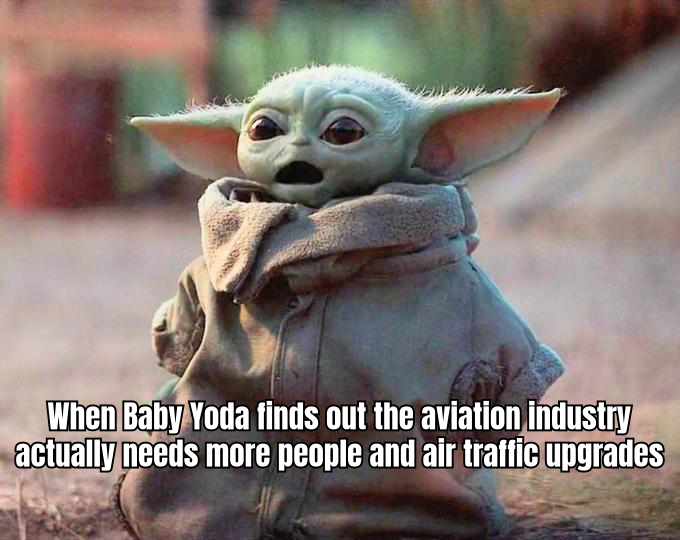 When Baby Yoda finds out the aviation industry
actually needs more people and air traffic upgrades